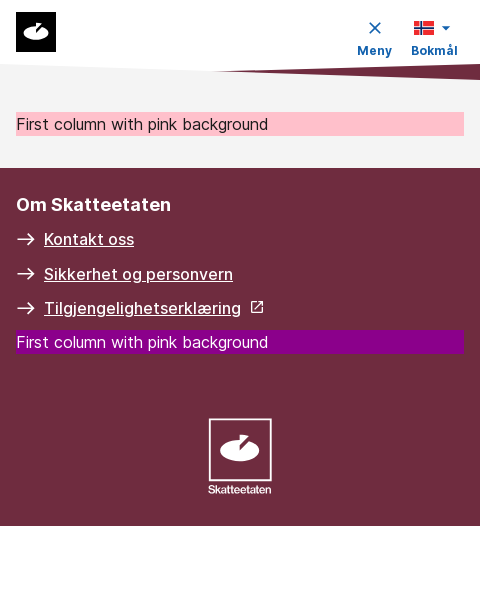 Meny
Bokmål
First column with pink background
Om Skatteetaten
Kontakt oss
Sikkerhet og personvern
Tilgjengelighetserklæring
First column with pink background
Skatteetaten